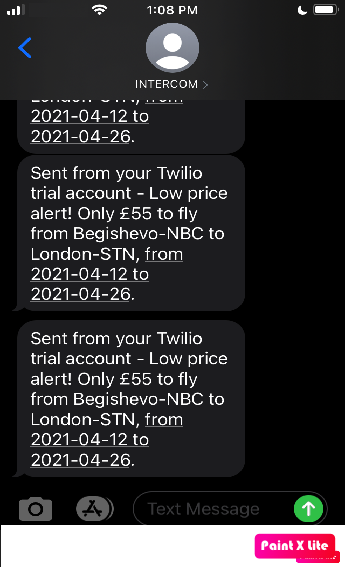 1:08 PM
INTERCOM
London-STN, from
2021-04-12 to
2021-04-26.
Sent from your Twilio
trial account - Low price
alert! Only £55 to fly
from Begishevo-NBC to
London-STN, from
2021-04-12 to
2021-04-26.
Sent from your Twilio
trial account - Low price
alert! Only £55 to fly
from Begishevo-NBC to
London-STN, from
2021-04-12 to
2021-04-26.
Text Message
Paint X Lite